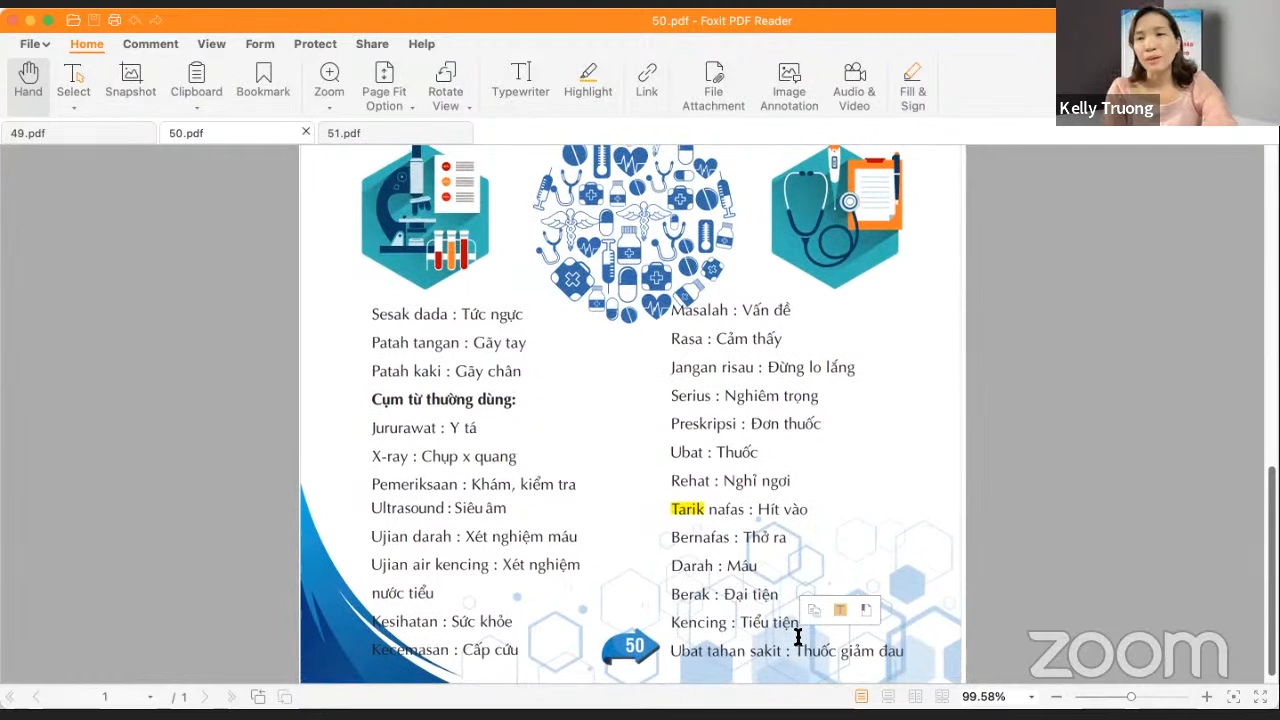 50.pdf - Foxit PDF Reader
File Home Comment View Form Protect Share Help
Hand Select Snapshot Clipboard Bookmark Zoom Page Fit Option Rotate View Typewriter Highlight Link File Attachment Image Annotation Audio & Video Fill & Sign
Kelly Truong
49.pdf 50.pdf 51.pdf
Sesak dada : Tức ngực
Patah tangan : Gãy tay
Patah kaki : Gãy chân
Cụm từ thường dùng:
Jururawat : Y tá
X-ray : Chụp x quang
Pemeriksaan : Khám, kiểm tra
Ultrasound : Siêu âm
Ujian darah : Xét nghiệm máu
Ujian air kencing : Xét nghiệm
nước tiểu
Kesihatan : Sức khỏe
Kecemasan : Cấp cứu
Masalah : Vấn đề
Rasa : Cảm thấy
Jangan risau : Đừng lo lắng
Serius : Nghiêm trọng
Preskripsi : Đơn thuốc
Ubat : Thuốc
Rehat : Nghỉ ngơi
Tarik nafas : Hít vào
Bernafas : Thở ra
Darah : Máu
Berak : Đại tiện
Kencing : Tiểu tiện
Ubat tahan sakit : Thuốc giảm đau
50
zoom
1 / 1 99.58%